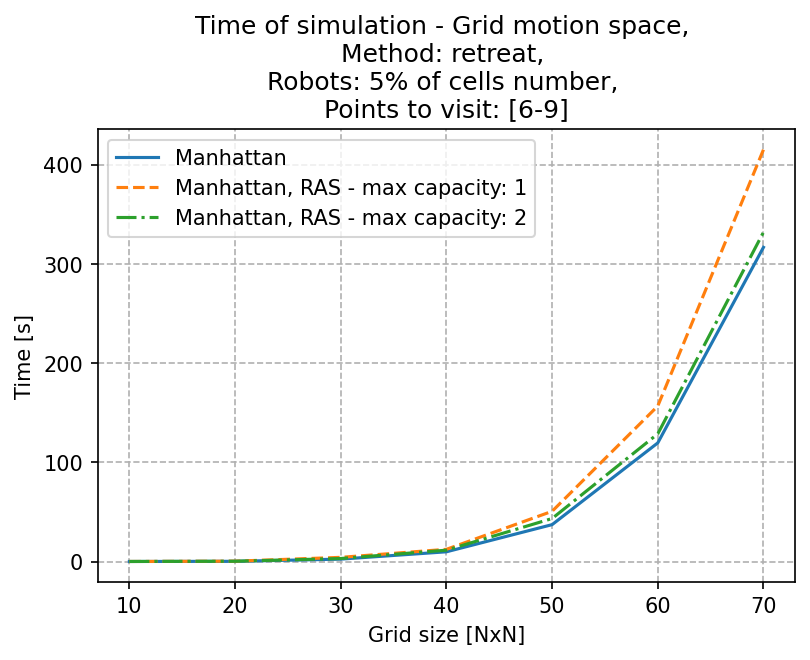 Time of simulation - Grid motion space,
Method: retreat,
Robots: 5% of cells number,
Points to visit: [6-9]
Manhattan
Manhattan, RAS - max capacity: 1
Manhattan, RAS - max capacity: 2
400
300
200
100
0
Time [s]
10 20 30 40 50 60 70
Grid size [NxN]